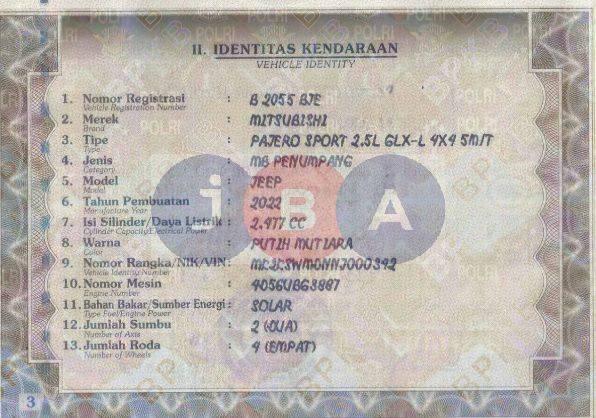 II. IDENTITAS KENDARAAN
VEHICLE IDENTITY
1. Nomor Registrasi : B 2055 BJE
Vehicle Registration Number
2. Merek : MITSUBISHI
Brand
3. Tipe : PAJERO SPORT 2.5L GLX-L 4X4 5M/T
Type
4. Jenis : MB PENUMPANG
Category
5. Model : JEEP
Model
6. Tahun Pembuatan : 2022
Manufacture Year
7. Isi Silinder/Daya Listrik : 2.477 CC
Cylinder Capacity/Electrical Power
8. Warna : PUTIH MUTIARA
Color
9. Nomor Rangka/NIK/VIN:
Vehicle Identity Number
10. Nomor Mesin :
Engine Number
11. Bahan Bakar/Sumber Energi : SOLAR
Type Fuel/Engine Power
12. Jumlah Sumbu : 2 (DUA)
Number of Axis
13. Jumlah Roda : 4 (EMPAT)
Number of Wheels
iBA
3